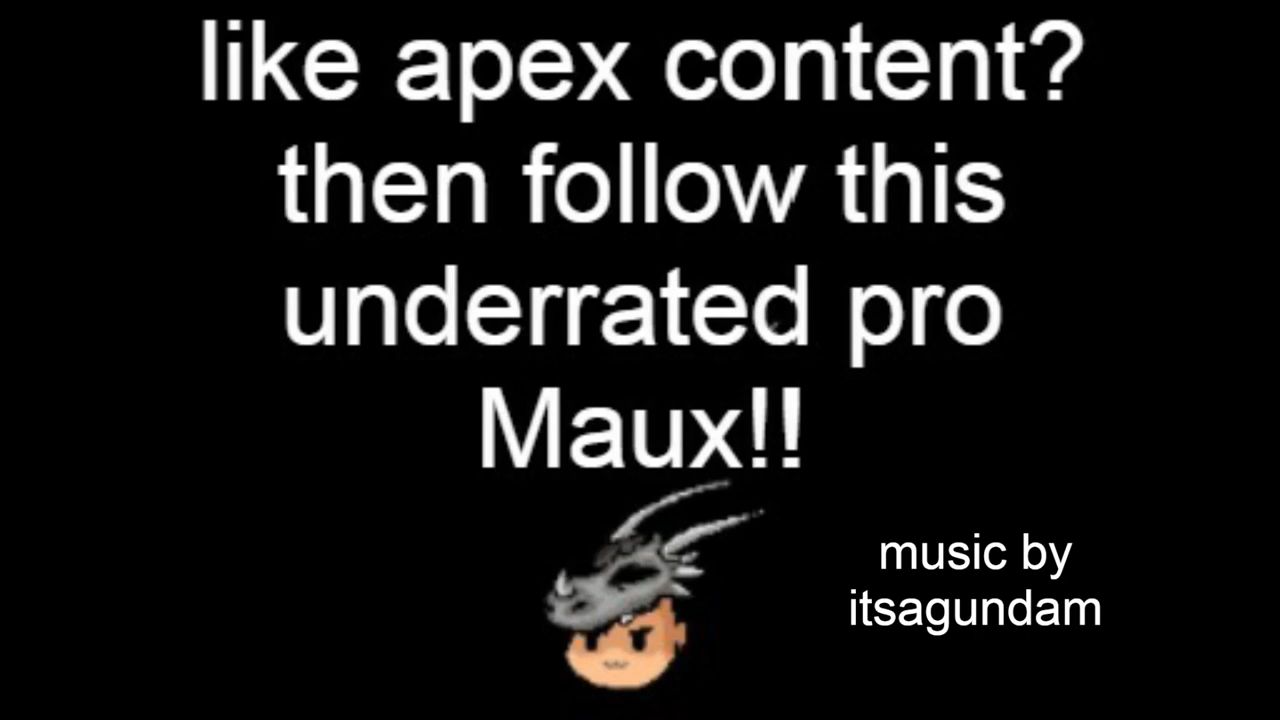 like apex content?
then follow this
underrated pro
Maux!!
music by
itsagundam